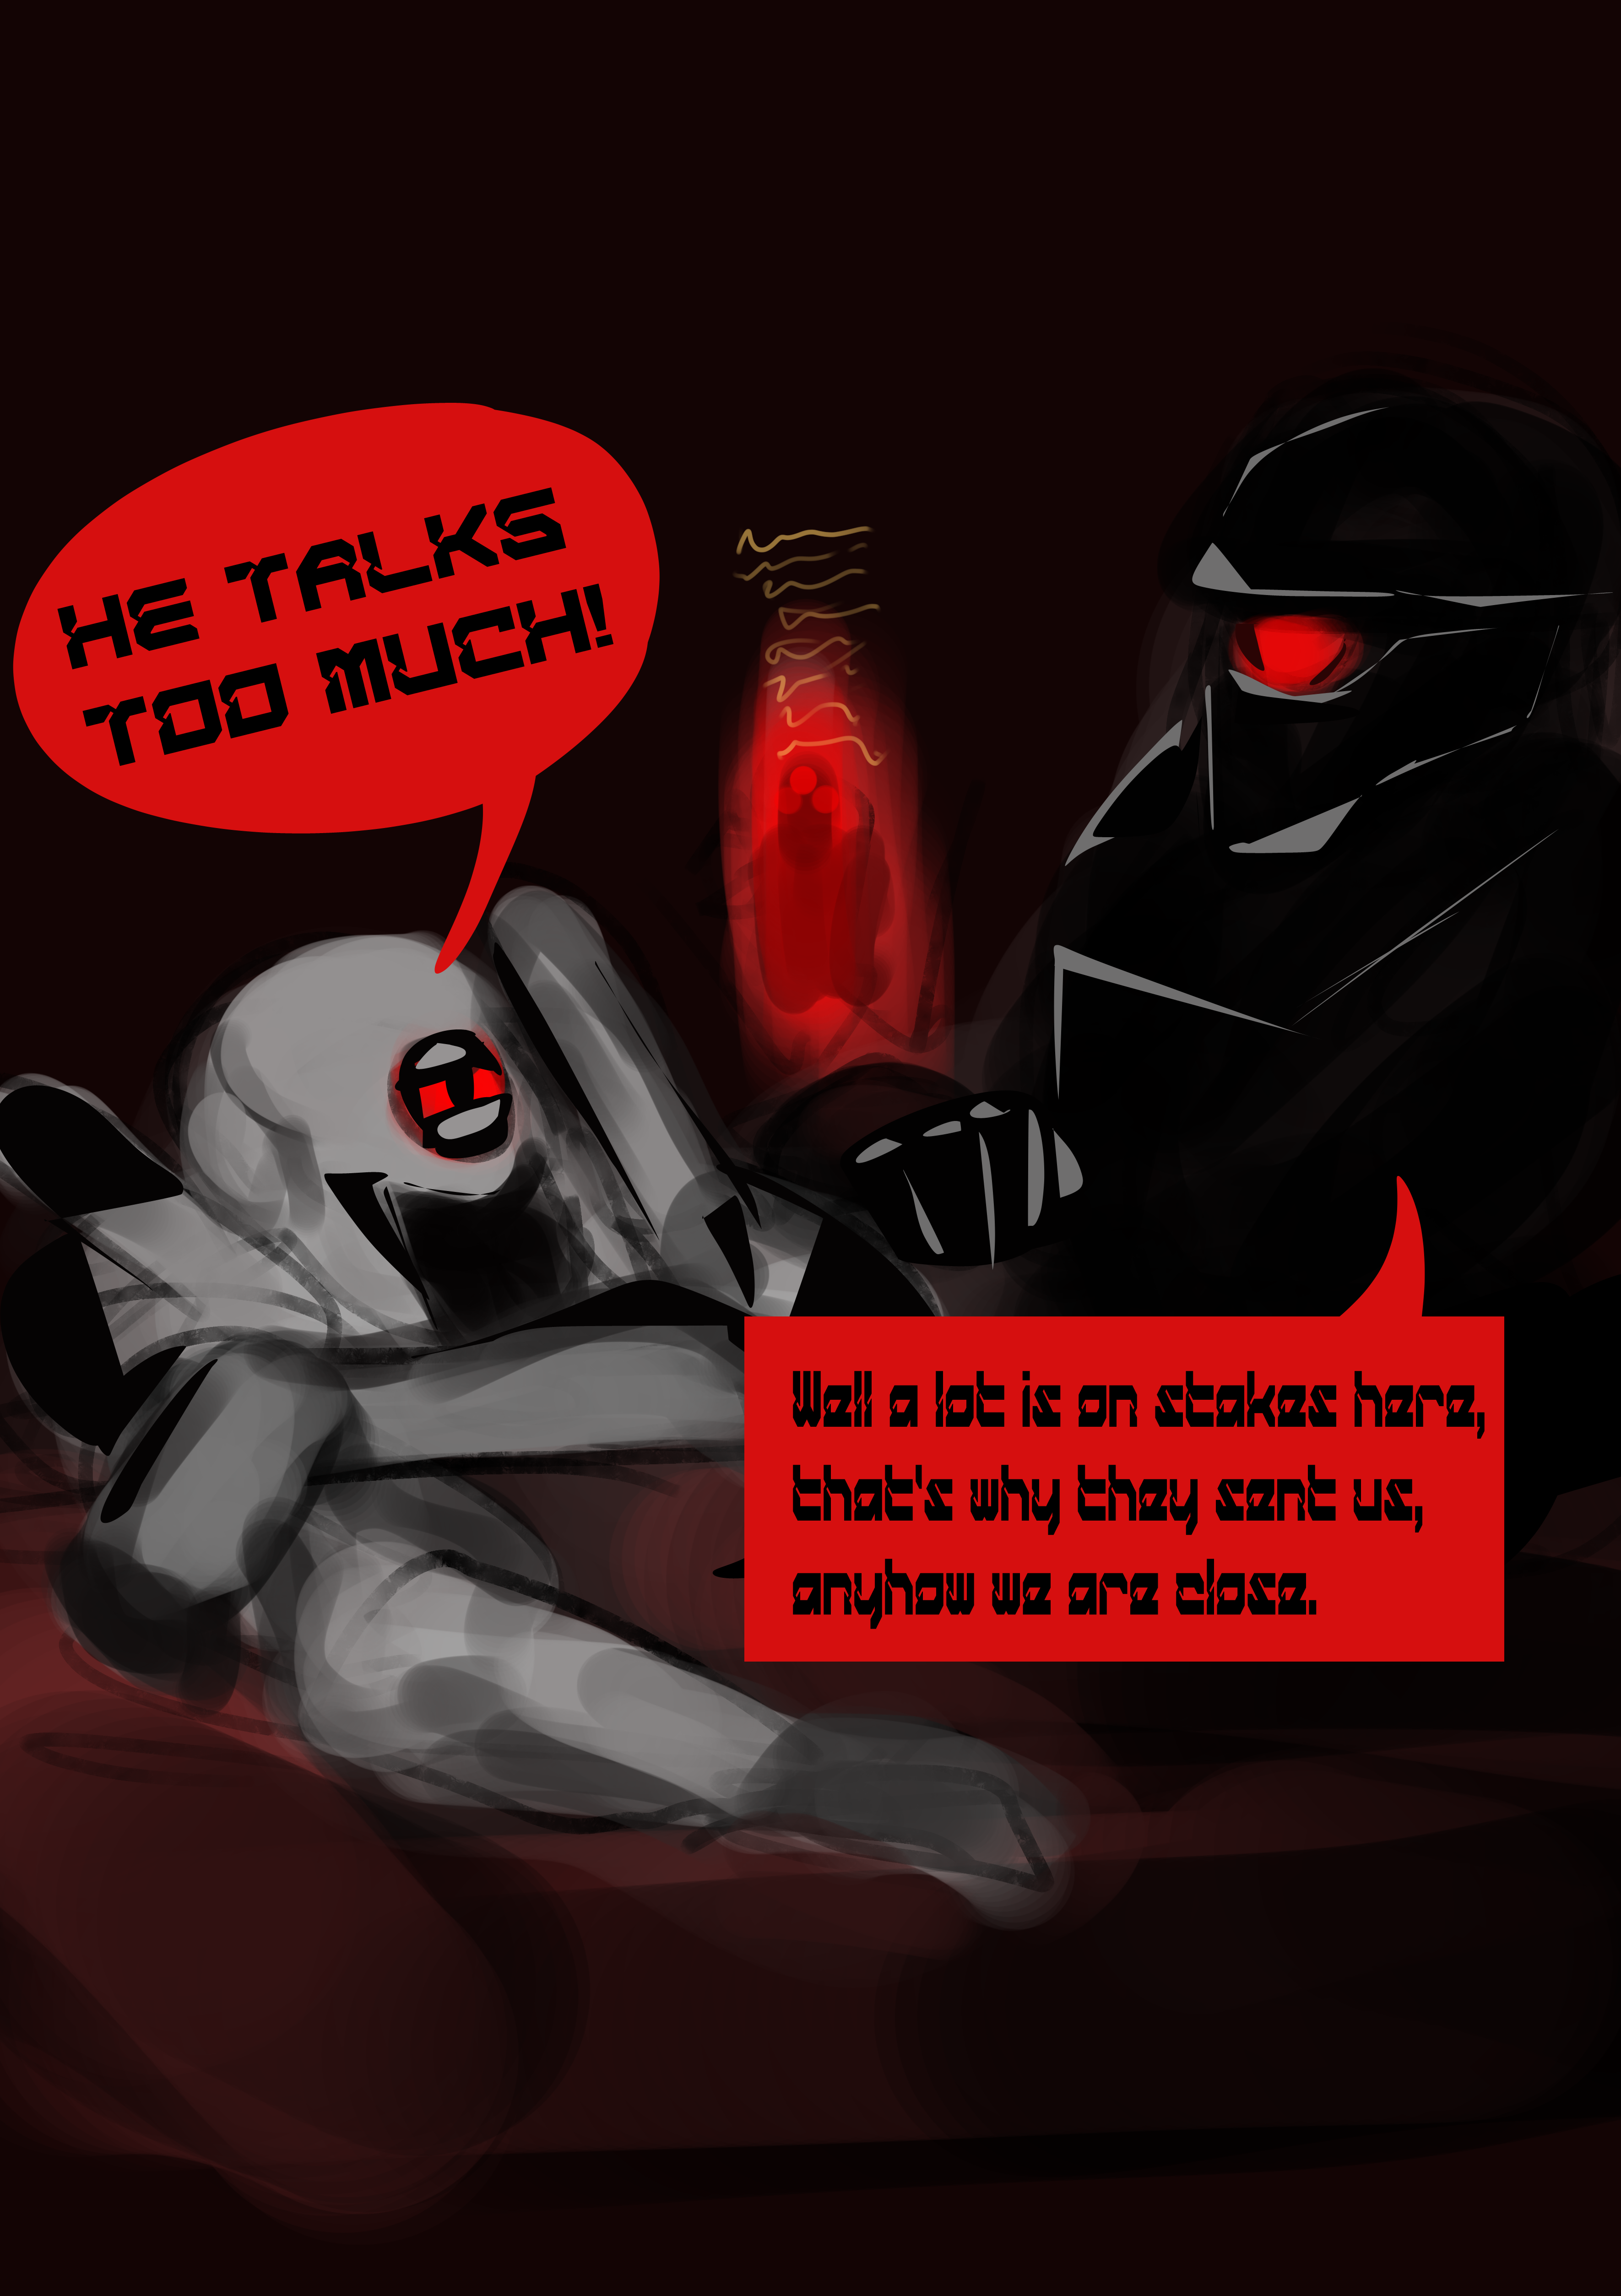 HE TALKS
TOO MUCH!
Well a lot is on stakes here,
that's why they sent us,
anyhow we are close.